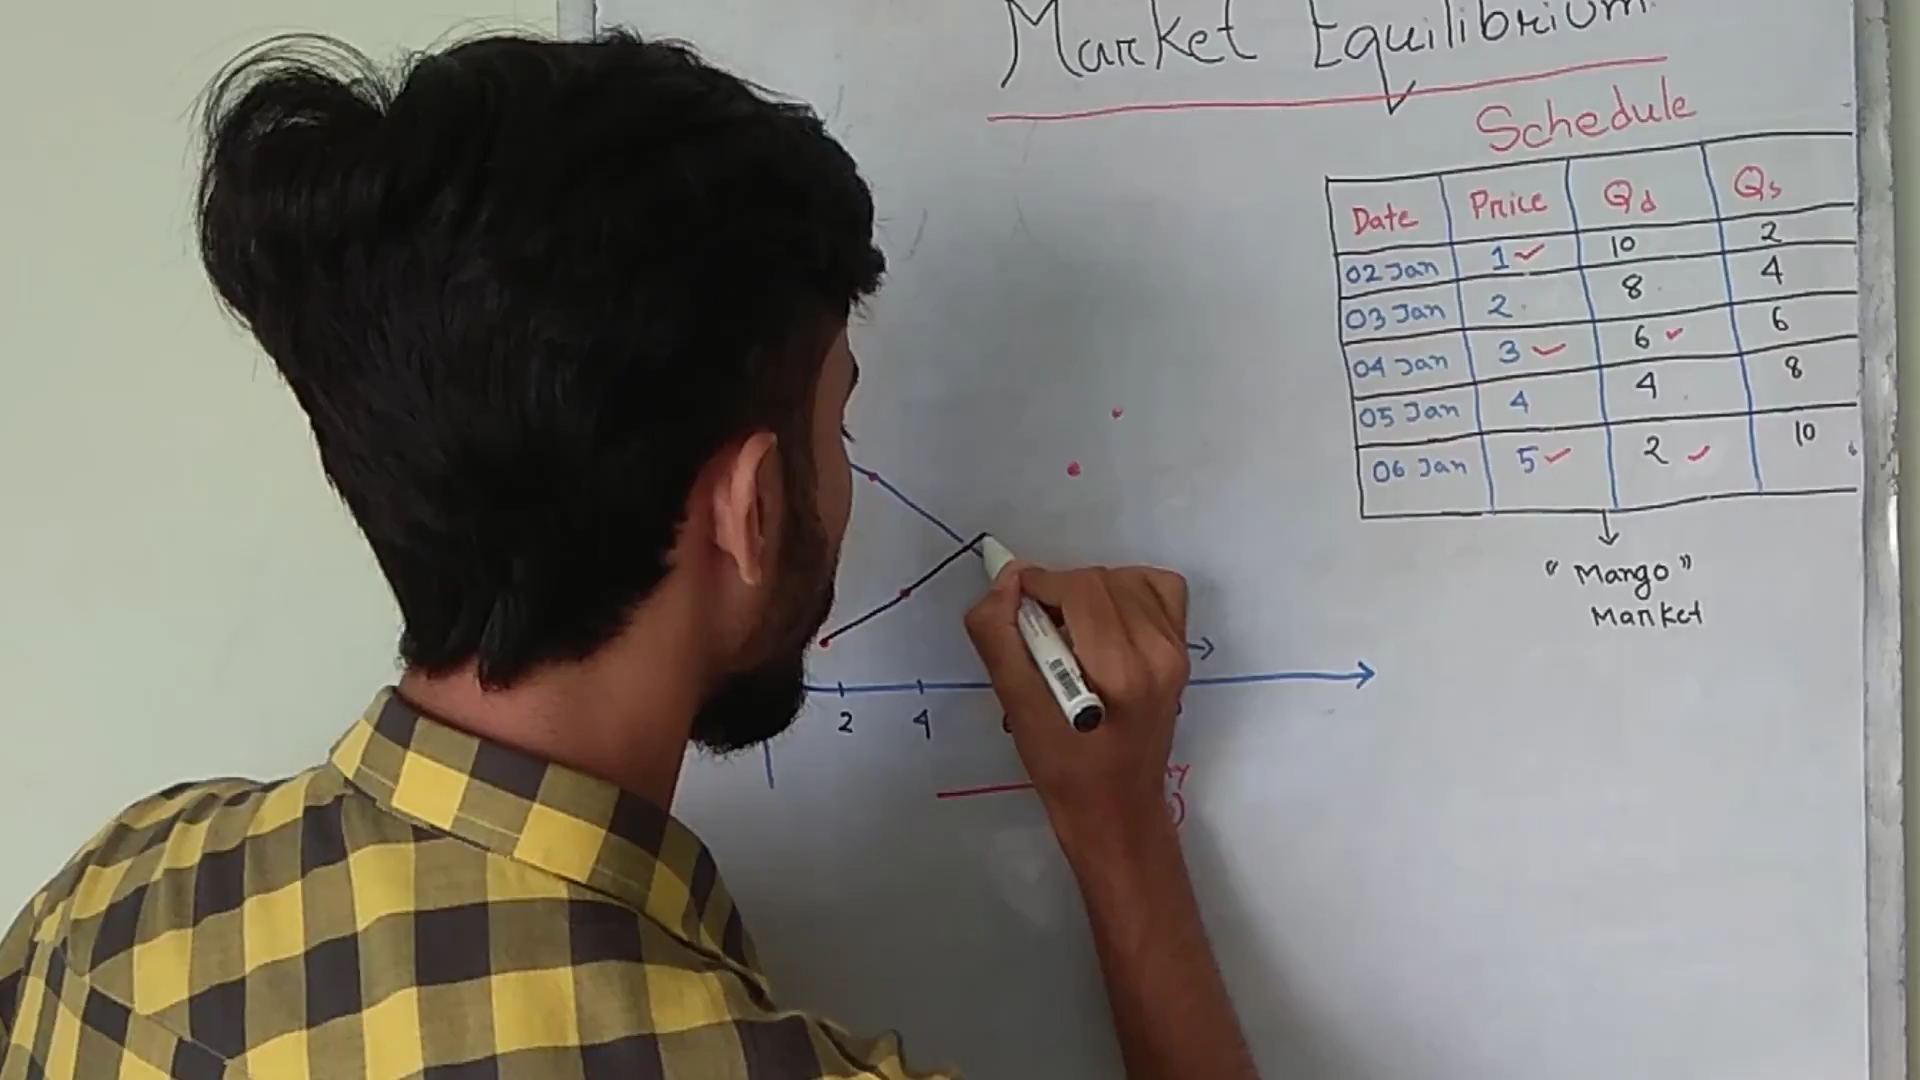 Market Equilibrium
Schedule
Date Price Qd Qs
02 Jan 1 10 2
03 Jan 2 8 4
04 Jan 3 6 6
05 Jan 4 4 8
06 Jan 5 2 10
"Mango"
Market
2 4